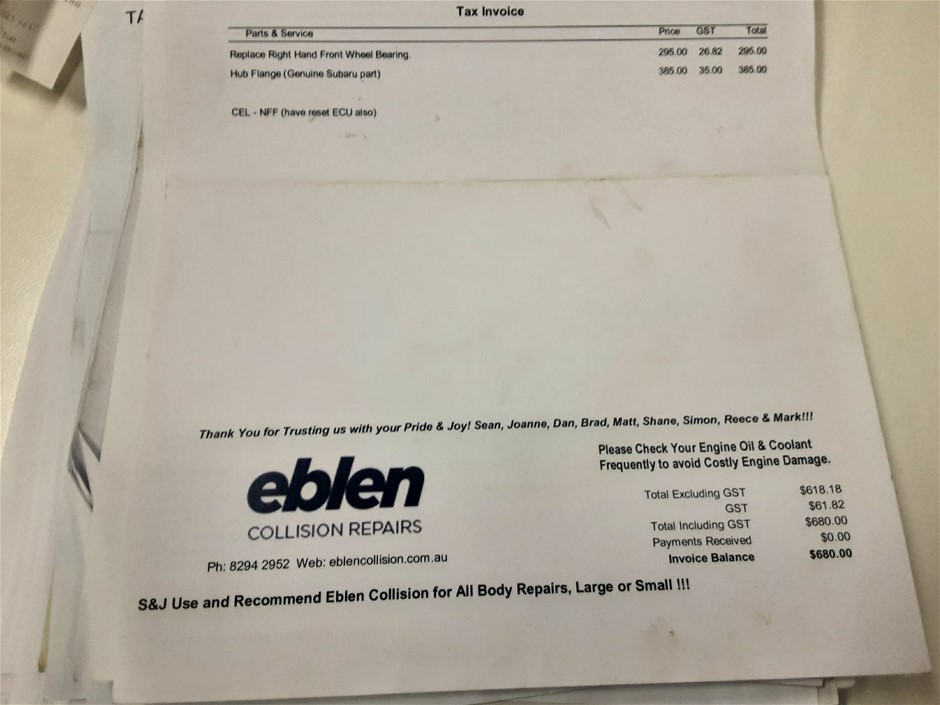 TA
Tax Invoice
Parts & Service Price GST Total
Replace Right Hand Front Wheel Bearing. 295.00 26.82 295.00
Hub Flange (Genuine Subaru part) 385.00 35.00 385.00
CEL - NFF (have reset ECU also)
Thank You for Trusting us with your Pride & Joy! Sean, Joanne, Dan, Brad, Matt, Shane, Simon, Reece & Mark!!!
Please Check Your Engine Oil & Coolant
Frequently to avoid Costly Engine Damage.
eblen
COLLISION REPAIRS
Ph: 8294 2952 Web: eblencollision.com.au
Total Excluding GST $618.18
GST $61.82
Total Including GST $680.00
Payments Received $0.00
Invoice Balance $680.00
S&J Use and Recommend Eblen Collision for All Body Repairs, Large or Small !!!